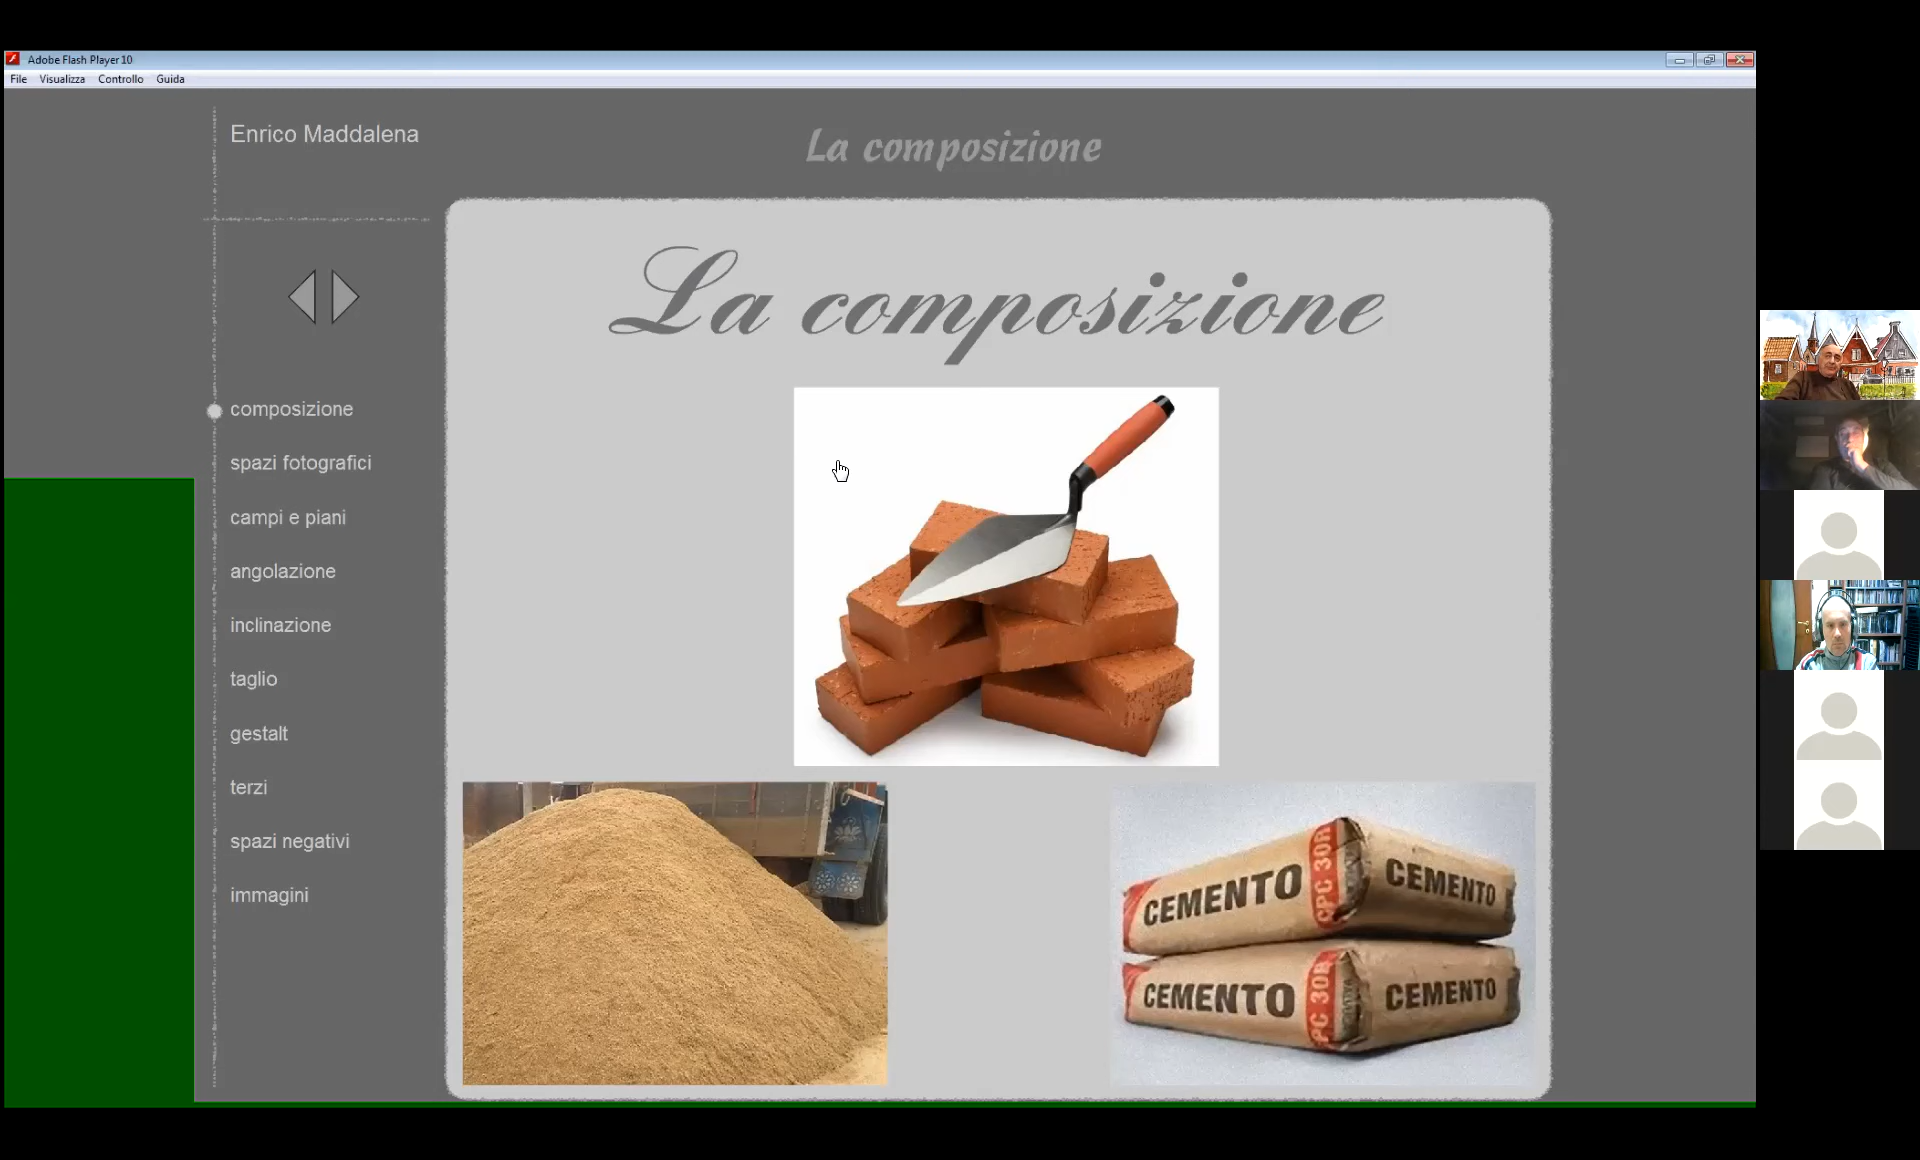 Adobe Flash Player 10
File Visualizza Controllo Guida
Enrico Maddalena
La composizione
La composizione
composizione
spazi fotografici
campi e piani
angolazione
inclinazione
taglio
gestalt
terzi
spazi negativi
immagini
CEMENTO CPC 30R CEMENTO
CEMENTO CPC 30R CEMENTO